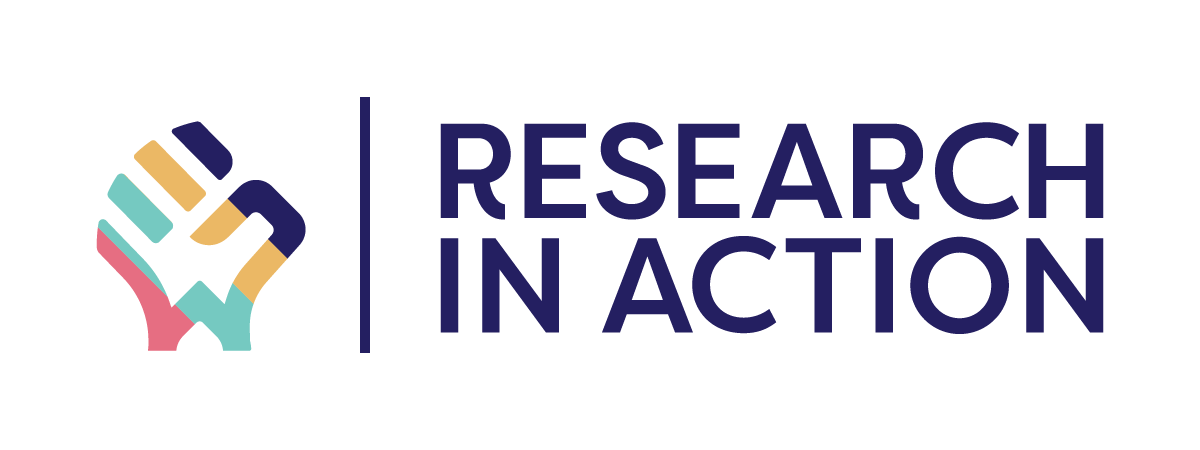 RESEARCH
IN ACTION